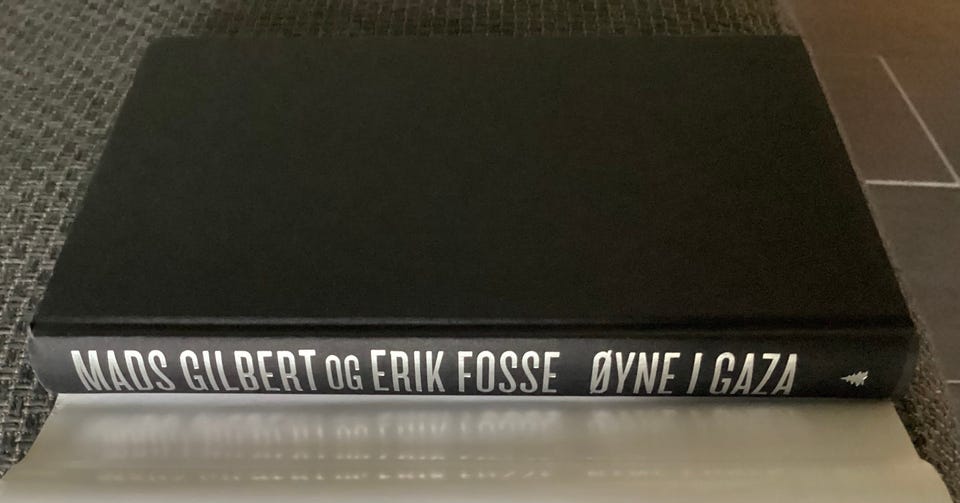 MADS GILBERT OG ERIK FOSSE ØYNE I GAZA